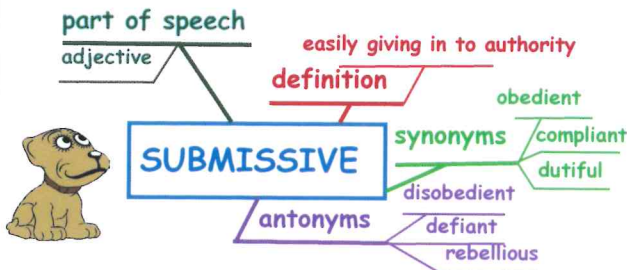 part of speech
adjective
easily giving in to authority
definition
SUBMISSIVE
synonyms
obedient
compliant
dutiful
antonyms
disobedient
defiant
rebellious